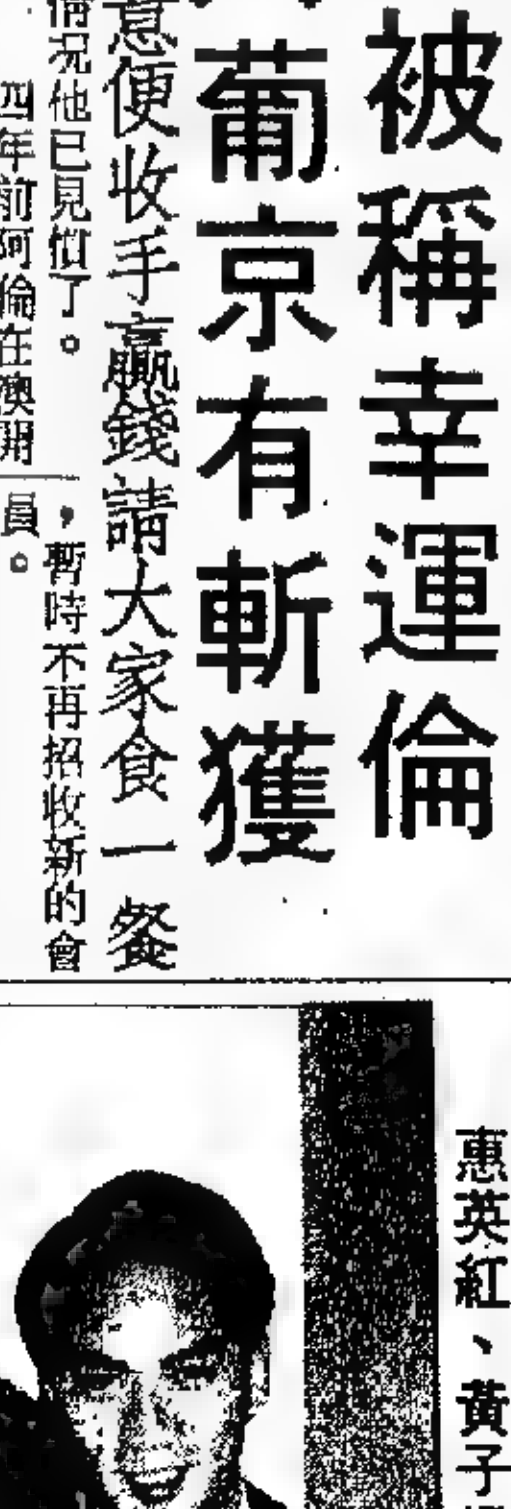 被稱幸運倫
葡京有斬獲
意便收手贏錢請大家食一餐
情況他已見慣了。
，暫時不再招收新的會
四年前阿倫在澳開
員。
惠英紅、黃子